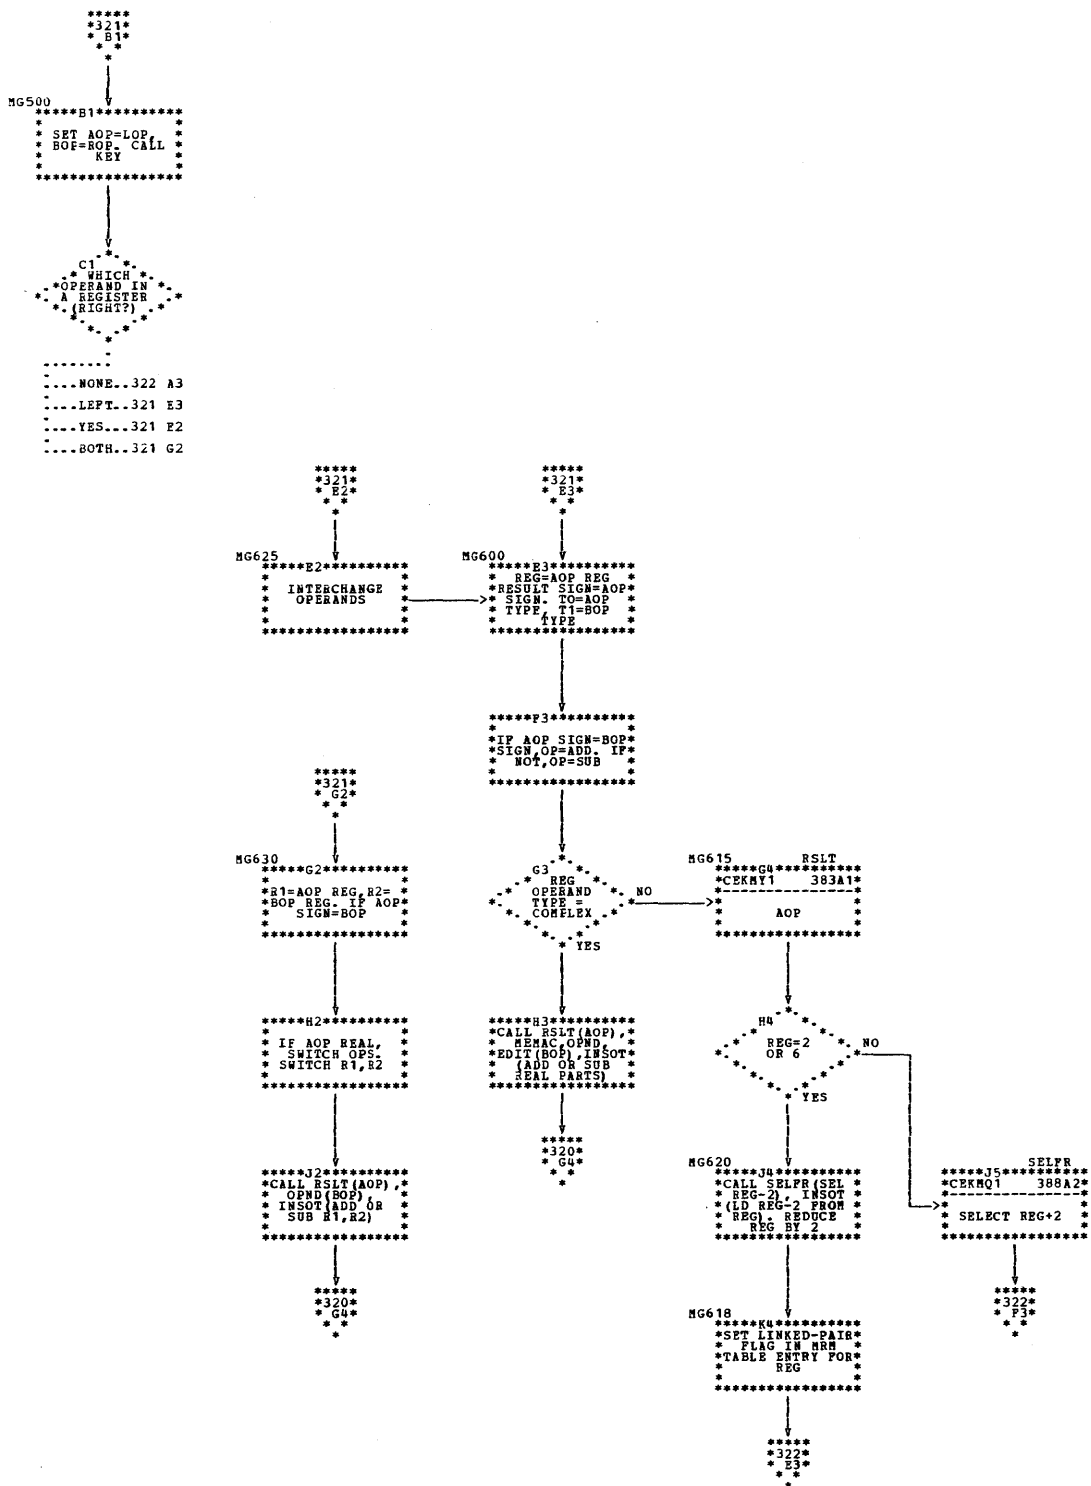 321
B1
MG500
B1
SET AOP=LOP,
BOP=ROP. CALL
KEY
C1
WHICH
OPERAND IN
A REGISTER
(RIGHT?)
NONE..322 A3
LEFT..321 E3
YES...321 E2
BOTH..321 G2
321
E2
321
E3
MG625
E2
INTERCHANGE
OPERANDS
MG600
E3
REG=AOP REG
RESULT SIGN=AOP
SIGN. T0=AOP
TYPE, T1=BOP
TYPE
F3
IF AOP SIGN=BOP
SIGN,OP=ADD. IF
NOT,OP=SUB
321
G2
MG630
G2
R1=AOP REG,R2=
BOP REG. IF AOP
SIGN=BOP
G3
REG
OPERAND
TYPE =
COMPLEX
NO
YES
MG615
RSLT
G4
CEKMY1 383A1
AOP
H2
IF AOP REAL,
SWITCH OPS.
SWITCH R1,R2
H3
CALL RSLT(AOP),
MEMAC,OPND,
EDIT(BOP),INSOT
(ADD OR SUB
REAL PARTS)
H4
REG=2
OR 6
NO
YES
320
G4
J2
CALL RSLT(AOP),
OPND(BOP),
INSOT(ADD OR
SUB R1,R2)
MG620
J4
CALL SELFR(SEL
REG-2), INSOT
(LD REG-2 FROM
REG). REDUCE
REG BY 2
SELFR
J5
CEKMQ1 388A2
SELECT REG+2
320
G4
322
F3
MG618
K4
SET LINKED-PAIR
FLAG IN MRM
TABLE ENTRY FOR
REG
322
E3